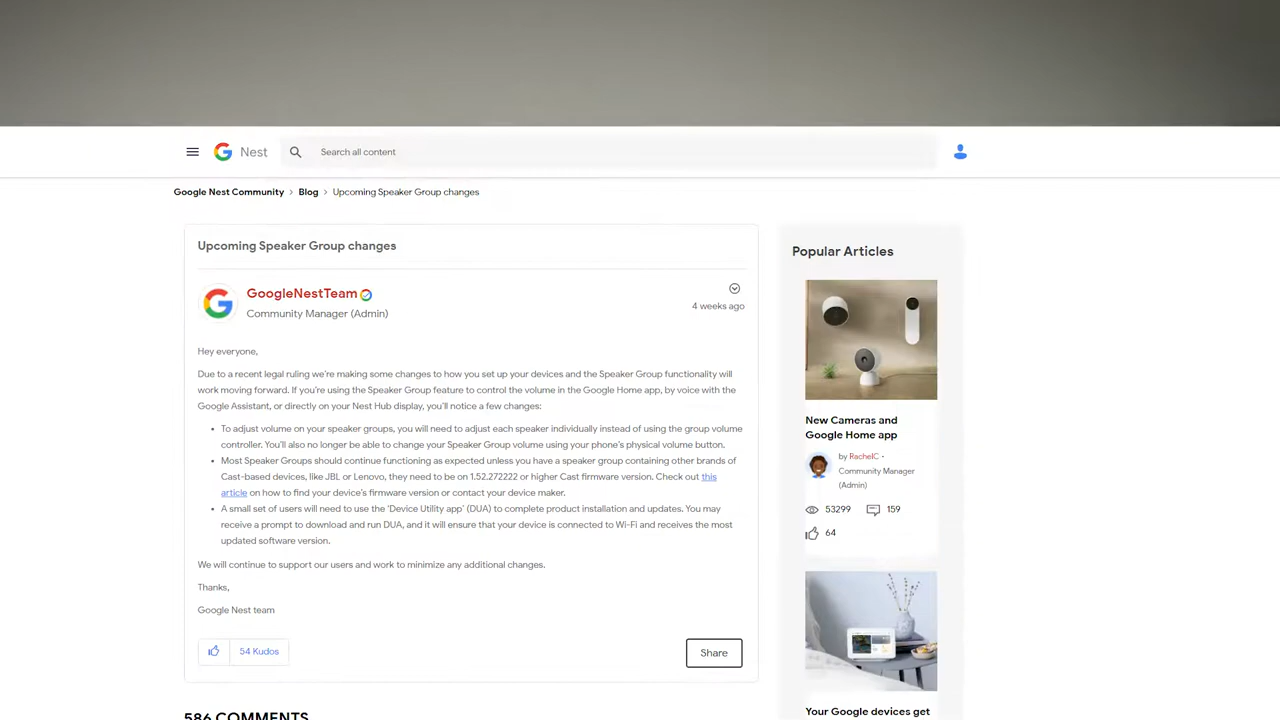 Nest
Search all content
Google Nest Community > Blog > Upcoming Speaker Group changes
Upcoming Speaker Group changes
GoogleNestTeam
Community Manager (Admin)
4 weeks ago
Hey everyone,
Due to a recent legal ruling we're making some changes to how you set up your devices and the Speaker Group functionality will
work moving forward. If you're using the Speaker Group feature to control the volume in the Google Home app, by voice with the
Google Assistant, or directly on your Nest Hub display, you'll notice a few changes:
• To adjust volume on your speaker groups, you will need to adjust each speaker individually instead of using the group volume
controller. You'll also no longer be able to change your Speaker Group volume using your phone's physical volume button.
• Most Speaker Groups should continue functioning as expected unless you have a speaker group containing other brands of
Cast-based devices, like JBL or Lenovo, they need to be on 1.52.272222 or higher Cast firmware version. Check out this
article on how to find your device's firmware version or contact your device maker.
• A small set of users will need to use the 'Device Utility app' (DUA) to complete product installation and updates. You may
receive a prompt to download and run DUA, and it will ensure that your device is connected to Wi-Fi and receives the most
updated software version.
We will continue to support our users and work to minimize any additional changes.
Thanks,
Google Nest team
54 Kudos
Share
586 COMMENTS
Popular Articles
New Cameras and
Google Home app
by RachelC •
Community Manager
(Admin)
53299 159
64
Your Google devices get